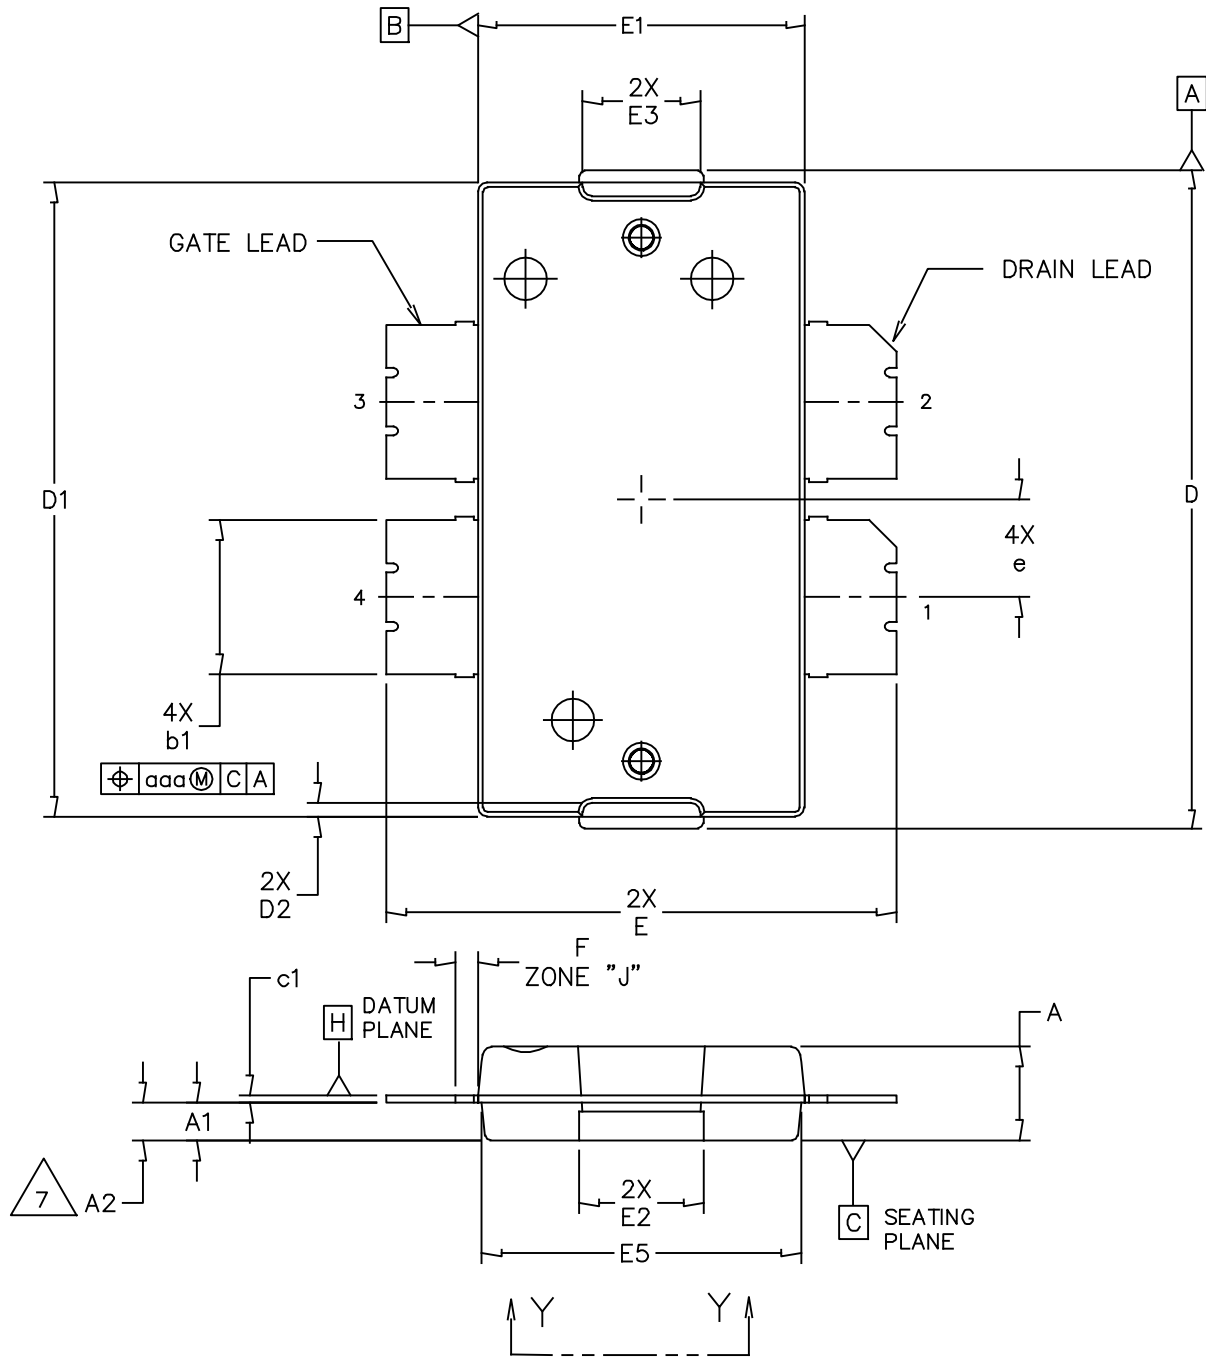 B
E1
2X
E3
A
GATE LEAD
DRAIN LEAD
3
2
D1
D
4X
e
4
1
4X
b1
⌖ aaa Ⓜ C A
2X
D2
2X
E
F
ZONE "J"
c1
H
DATUM
PLANE
A
A1
7
A2
2X
E2
C
SEATING
PLANE
E5
Y
Y